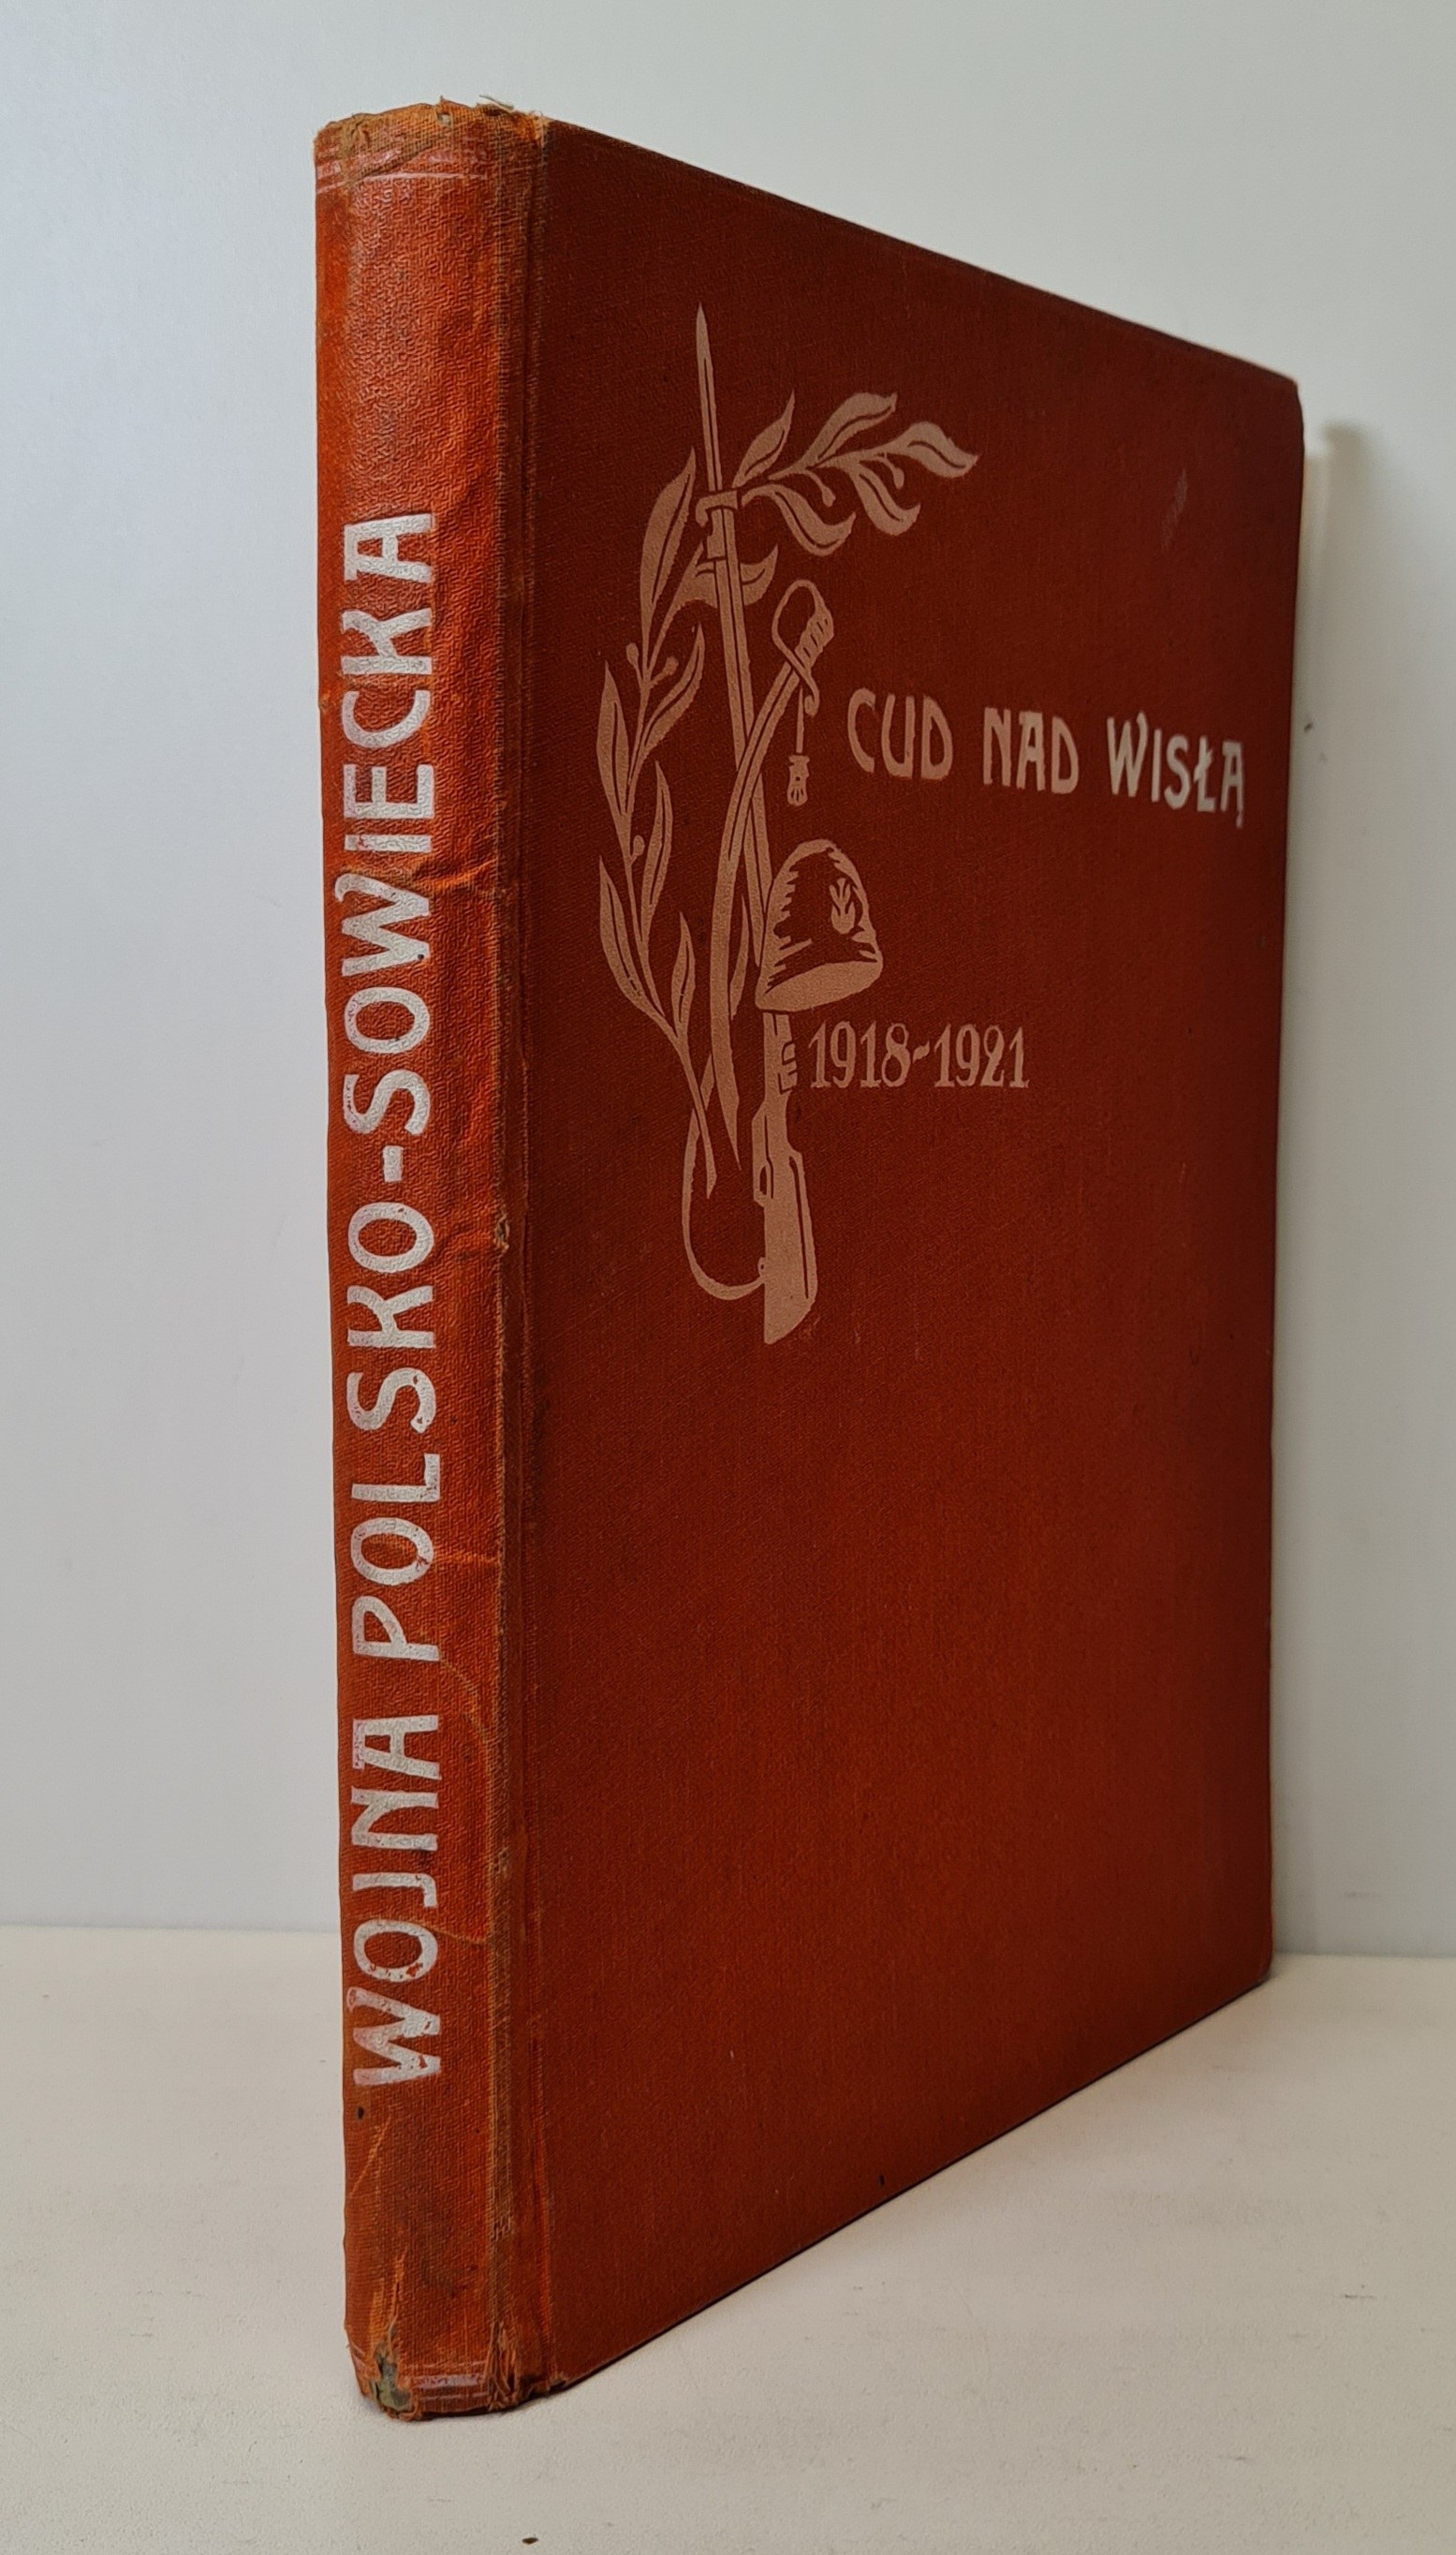 WOJNA POLSKO-SOWIECKA
CUD NAD WISŁĄ
1918-1921